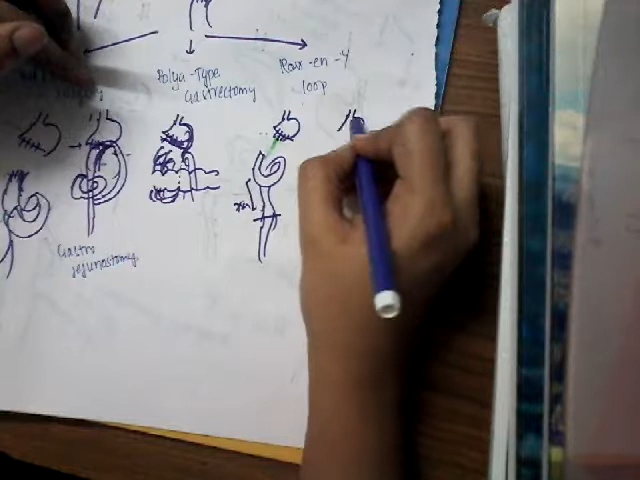 Polya-Type
Gastrectomy
Roux-en-Y
loop
Gastro
jejunostomy